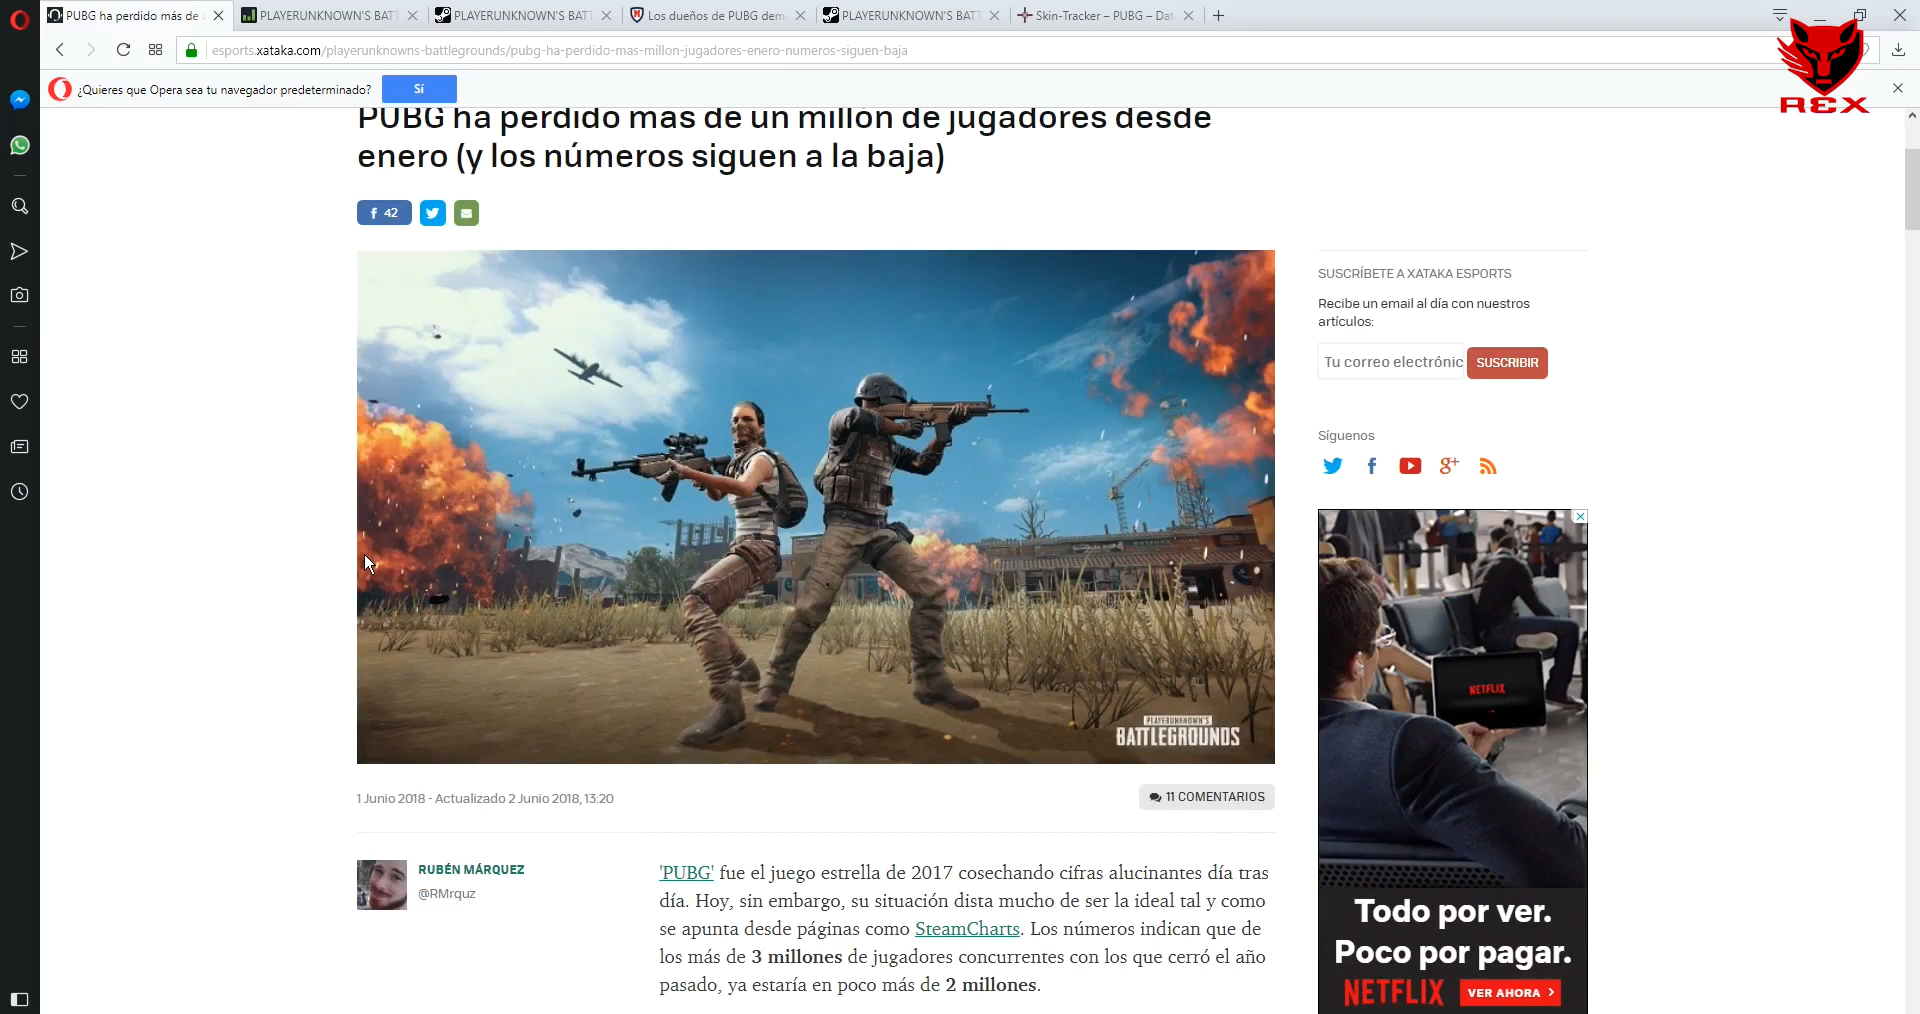 PUBG ha perdido más de u
PLAYERUNKNOWN'S BATT
PLAYERUNKNOWN'S BATT
Los dueños de PUBG dem
PLAYERUNKNOWN'S BATT
Skin-Tracker – PUBG – Dat
esports.xataka.com/playerunknowns-battlegrounds/pubg-ha-perdido-mas-millon-jugadores-enero-numeros-siguen-baja
REX
¿Quieres que Opera sea tu navegador predeterminado?
Sí
PUBG ha perdido más de un millón de jugadores desde
enero (y los números siguen a la baja)
42
SUSCRÍBETE A XATAKA ESPORTS
Recibe un email al día con nuestros
artículos:
Tu correo electrónic
SUSCRIBIR
Síguenos
PLAYERUNKNOWN'S
BATTLEGROUNDS
1 Junio 2018 - Actualizado 2 Junio 2018, 13:20
11 COMENTARIOS
RUBÉN MÁRQUEZ
@RMrquz
'PUBG' fue el juego estrella de 2017 cosechando cifras alucinantes día tras
día. Hoy, sin embargo, su situación dista mucho de ser la ideal tal y como
se apunta desde páginas como SteamCharts. Los números indican que de
los más de 3 millones de jugadores concurrentes con los que cerró el año
pasado, ya estaría en poco más de 2 millones.
NETFLIX
Todo por ver.
Poco por pagar.
NETFLIX
VER AHORA